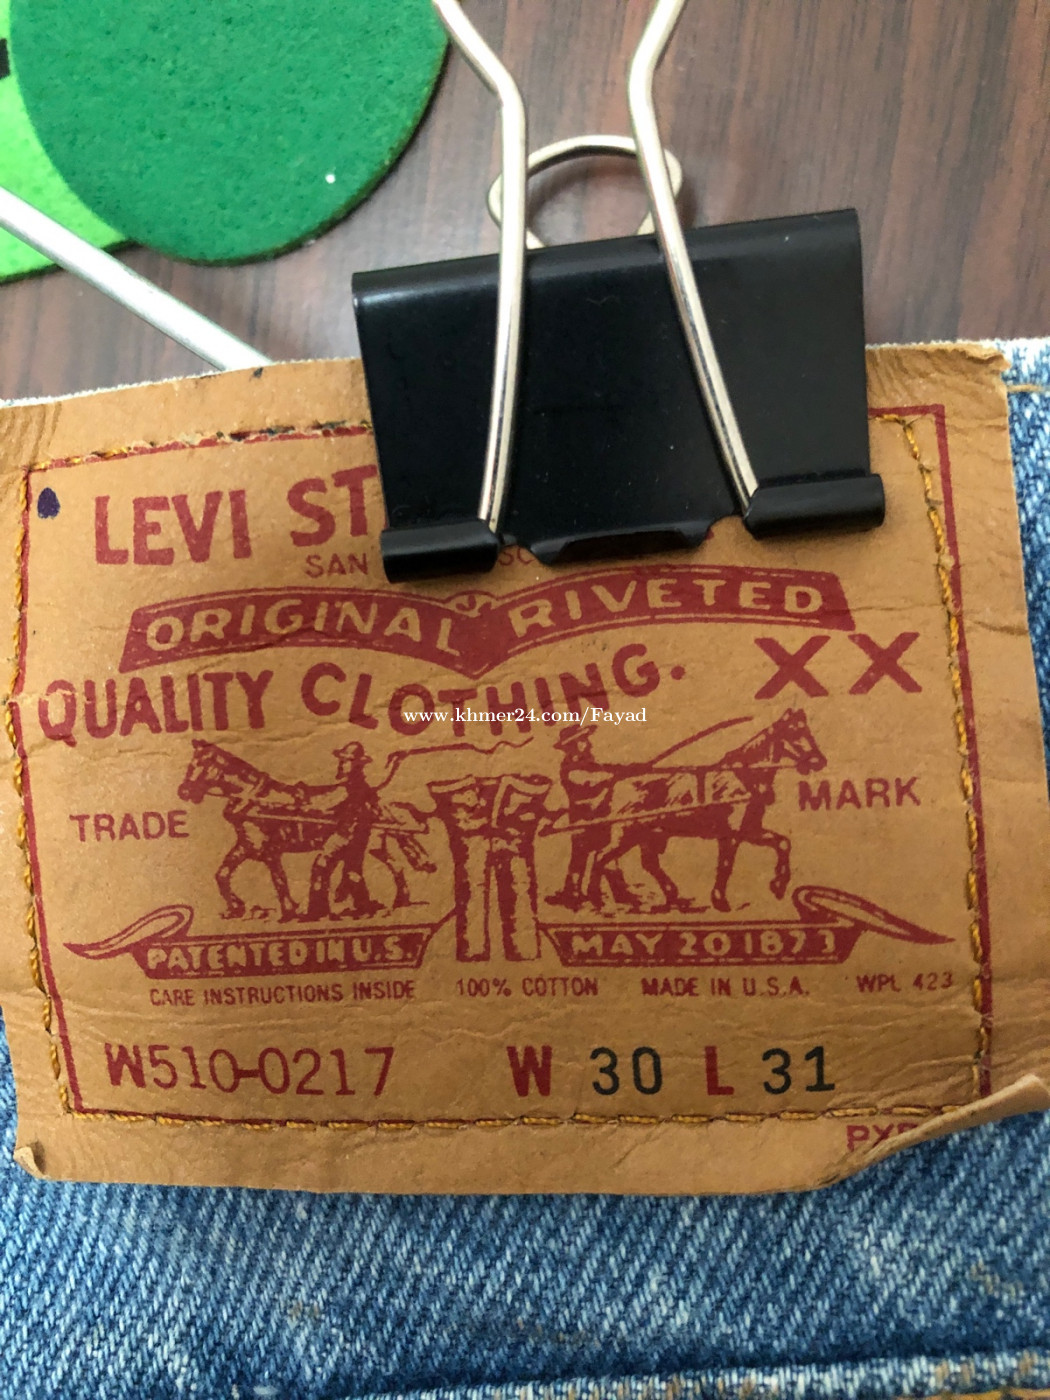 LEVI ST
SAN
ORIGINAL RIVETED
QUALITY CLOTHING. XX
www.khmer24.com/Fayad
TRADE MARK
PATENTED IN U.S. MAY 20 1873
CARE INSTRUCTIONS INSIDE 100% COTTON MADE IN U.S.A. WPL 423
W510-0217 W 30 L 31